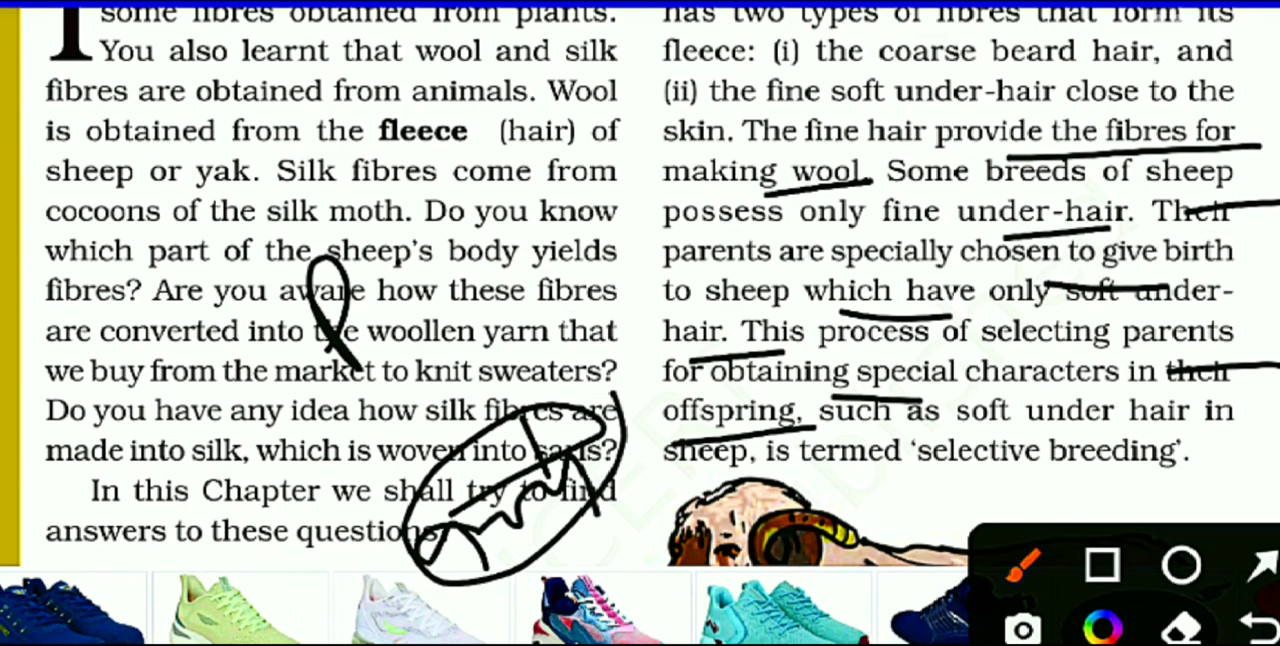 some fibres obtained from plants.
You also learnt that wool and silk
fibres are obtained from animals. Wool
is obtained from the fleece (hair) of
sheep or yak. Silk fibres come from
cocoons of the silk moth. Do you know
which part of the sheep's body yields
fibres? Are you aware how these fibres
are converted into the woollen yarn that
we buy from the market to knit sweaters?
Do you have any idea how silk fibres are
made into silk, which is woven into saris?
In this Chapter we shall try to find
answers to these questions.
has two types of fibres that form its
fleece: (i) the coarse beard hair, and
(ii) the fine soft under-hair close to the
skin. The fine hair provide the fibres for
making wool. Some breeds of sheep
possess only fine under-hair. Their
parents are specially chosen to give birth
to sheep which have only soft under-
hair. This process of selecting parents
for obtaining special characters in their
offspring, such as soft under hair in
sheep, is termed ‘selective breeding’.